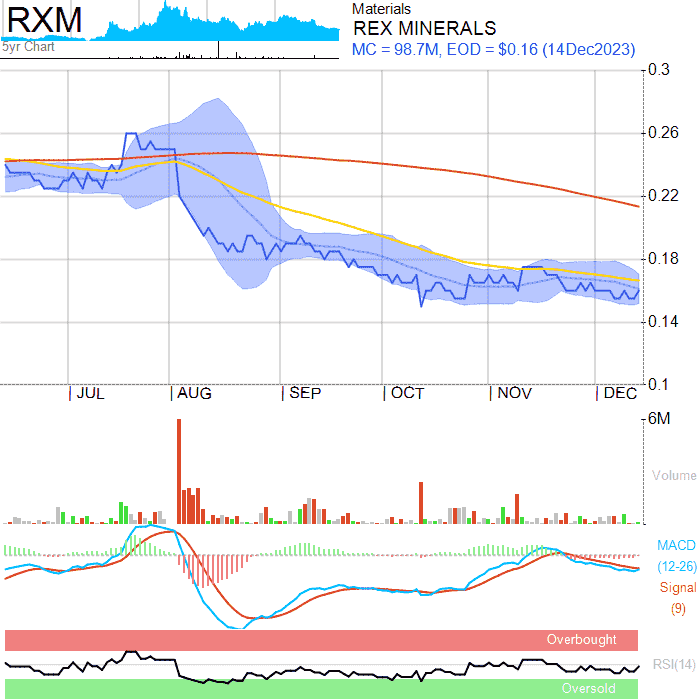 RXM
5yr Chart
Materials
REX MINERALS
MC = 98.7M, EOD = $0.16 (14Dec2023)
0.3
0.26
0.22
0.18
0.14
0.1
JUL
AUG
SEP
OCT
NOV
DEC
6M
Volume
MACD
(12-26)
Signal
(9)
Overbought
RSI(14)
Oversold